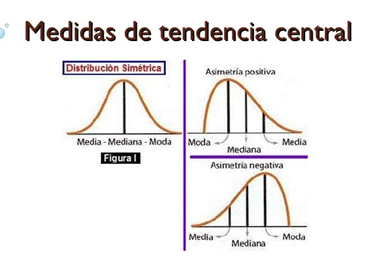 Medidas de tendencia central
Distribución Simétrica
Media - Mediana - Moda
Figura I
Asimetría positiva
Moda
Mediana
Media
Asimetría negativa
Media
Mediana
Moda